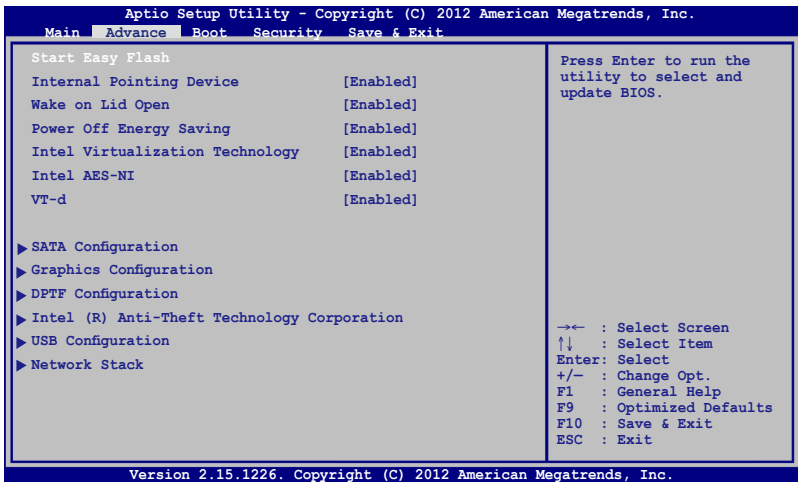 Aptio Setup Utility - Copyright (C) 2012 American Megatrends, Inc.
Main Advance Boot Security Save & Exit
Start Easy Flash
Internal Pointing Device [Enabled]
Wake on Lid Open [Enabled]
Power Off Energy Saving [Enabled]
Intel Virtualization Technology [Enabled]
Intel AES-NI [Enabled]
VT-d [Enabled]
SATA Configuration
Graphics Configuration
DPTF Configuration
Intel (R) Anti-Theft Technology Corporation
USB Configuration
Network Stack
Press Enter to run the
utility to select and
update BIOS.
→← : Select Screen
↑↓ : Select Item
Enter: Select
+/— : Change Opt.
F1 : General Help
F9 : Optimized Defaults
F10 : Save & Exit
ESC : Exit
Version 2.15.1226. Copyright (C) 2012 American Megatrends, Inc.